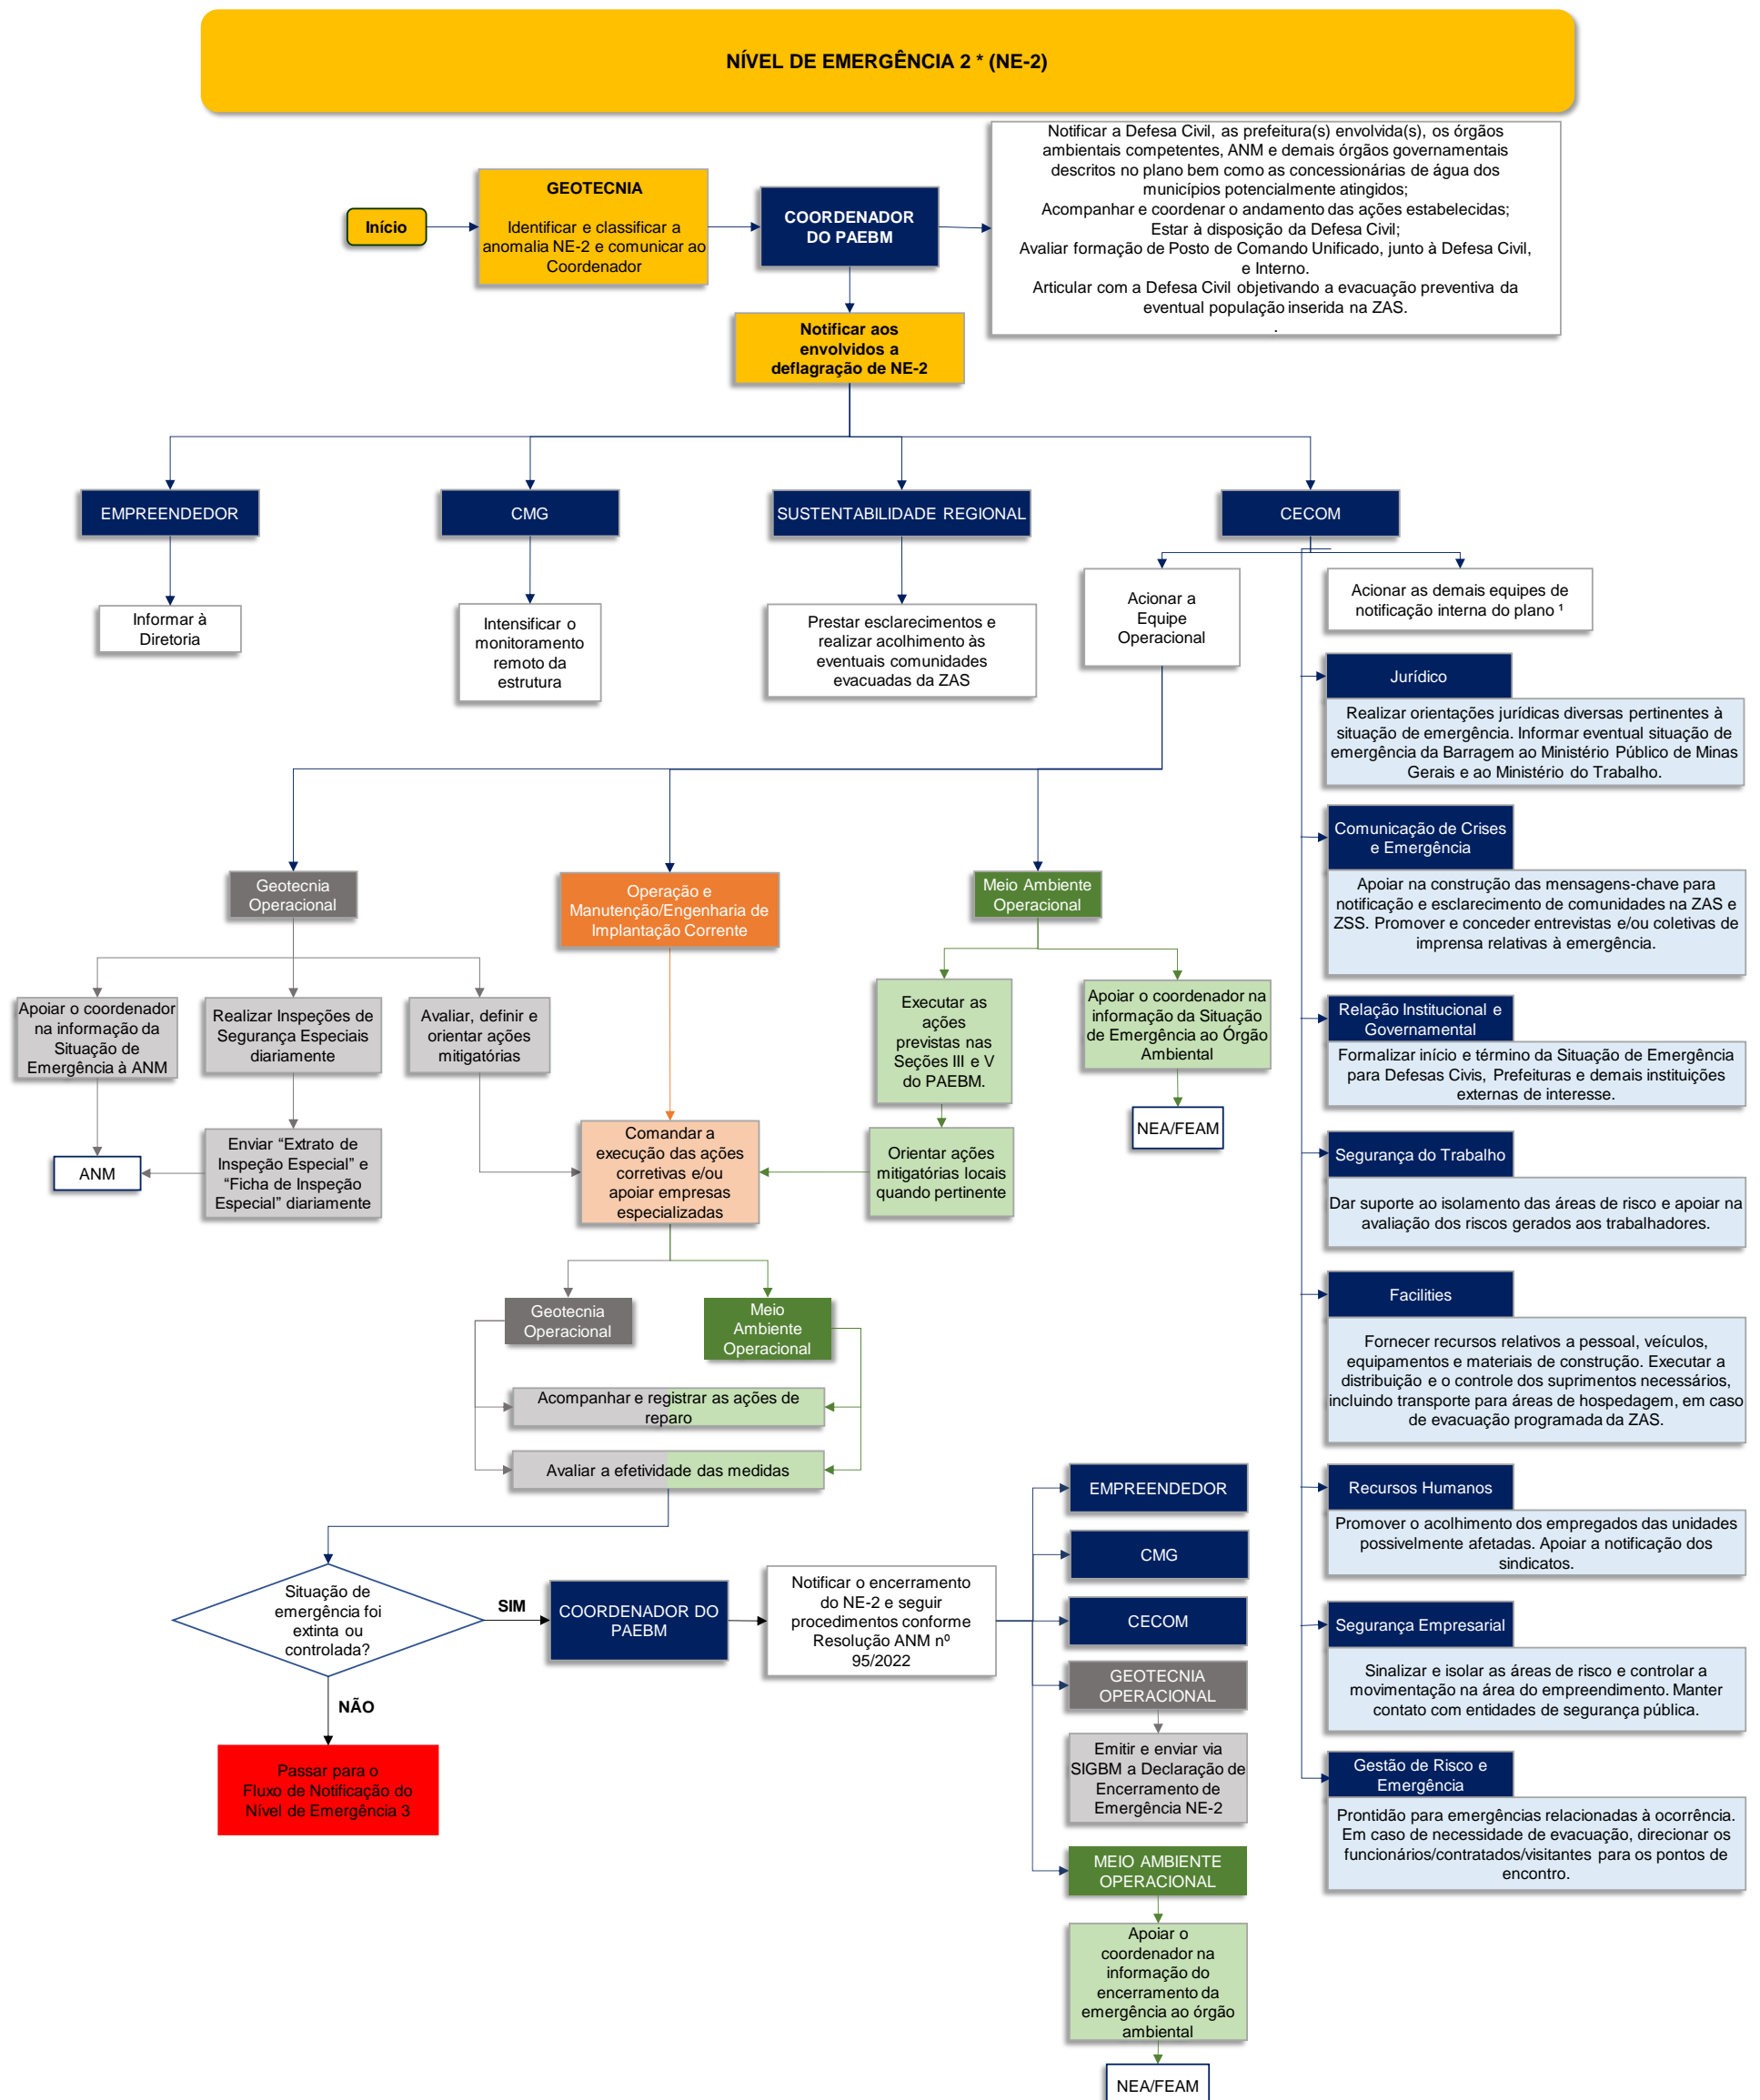 NÍVEL DE EMERGÊNCIA 2 * (NE-2)
Início
GEOTECNIA
Identificar e classificar a
anomalia NE-2 e comunicar ao
Coordenador
COORDENADOR
DO PAEBM
Notificar a Defesa Civil, as prefeitura(s) envolvida(s), os órgãos
ambientais competentes, ANM e demais órgãos governamentais
descritos no plano bem como as concessionárias de água dos
municípios potencialmente atingidos;
Acompanhar e coordenar o andamento das ações estabelecidas;
Estar à disposição da Defesa Civil;
Avaliar formação de Posto de Comando Unificado, junto à Defesa Civil,
e Interno.
Articular com a Defesa Civil objetivando a evacuação preventiva da
eventual população inserida na ZAS.
.
Notificar aos
envolvidos a
deflagração de NE-2
EMPREENDEDOR
CMG
SUSTENTABILIDADE REGIONAL
CECOM
Informar à
Diretoria
Intensificar o
monitoramento
remoto da
estrutura
Prestar esclarecimentos e
realizar acolhimento às
eventuais comunidades
evacuadas da ZAS
Acionar a
Equipe
Operacional
Acionar as demais equipes de
notificação interna do plano ¹
Jurídico
Realizar orientações jurídicas diversas pertinentes à
situação de emergência. Informar eventual situação de
emergência da Barragem ao Ministério Público de Minas
Gerais e ao Ministério do Trabalho.
Comunicação de Crises
e Emergência
Apoiar na construção das mensagens-chave para
notificação e esclarecimento de comunidades na ZAS e
ZSS. Promover e conceder entrevistas e/ou coletivas de
imprensa relativas à emergência.
Relação Institucional e
Governamental
Formalizar início e término da Situação de Emergência
para Defesas Civis, Prefeituras e demais instituições
externas de interesse.
Segurança do Trabalho
Dar suporte ao isolamento das áreas de risco e apoiar na
avaliação dos riscos gerados aos trabalhadores.
Facilities
Fornecer recursos relativos a pessoal, veículos,
equipamentos e materiais de construção. Executar a
distribuição e o controle dos suprimentos necessários,
incluindo transporte para áreas de hospedagem, em caso
de evacuação programada da ZAS.
Recursos Humanos
Promover o acolhimento dos empregados das unidades
possivelmente afetadas. Apoiar a notificação dos
sindicatos.
Segurança Empresarial
Sinalizar e isolar as áreas de risco e controlar a
movimentação na área do empreendimento. Manter
contato com entidades de segurança pública.
Gestão de Risco e
Emergência
Prontidão para emergências relacionadas à ocorrência.
Em caso de necessidade de evacuação, direcionar os
funcionários/contratados/visitantes para os pontos de
encontro.
Geotecnia
Operacional
Operação e
Manutenção/Engenharia de
Implantação Corrente
Meio Ambiente
Operacional
Apoiar o coordenador
na informação da
Situação de
Emergência à ANM
Realizar Inspeções de
Segurança Especiais
diariamente
Avaliar, definir e
orientar ações
mitigatórias
Executar as
ações
previstas nas
Seções III e V
do PAEBM.
Apoiar o coordenador na
informação da Situação
de Emergência ao Órgão
Ambiental
ANM
Enviar “Extrato de
Inspeção Especial” e
“Ficha de Inspeção
Especial” diariamente
Comandar a
execução das ações
corretivas e/ou
apoiar empresas
especializadas
Orientar ações
mitigatórias locais
quando pertinente
NEA/FEAM
Geotecnia
Operacional
Meio
Ambiente
Operacional
Acompanhar e registrar as ações de
reparo
Avaliar a efetividade das medidas
Situação de
emergência foi
extinta ou
controlada?
SIM
NÃO
COORDENADOR DO
PAEBM
Notificar o encerramento
do NE-2 e seguir
procedimentos conforme
Resolução ANM nº
95/2022
Passar para o
Fluxo de Notificação do
Nível de Emergência 3
EMPREENDEDOR
CMG
CECOM
GEOTECNIA
OPERACIONAL
Emitir e enviar via
SIGBM a Declaração de
Encerramento de
Emergência NE-2
MEIO AMBIENTE
OPERACIONAL
Apoiar o
coordenador na
informação do
encerramento da
emergência ao órgão
ambiental
NEA/FEAM